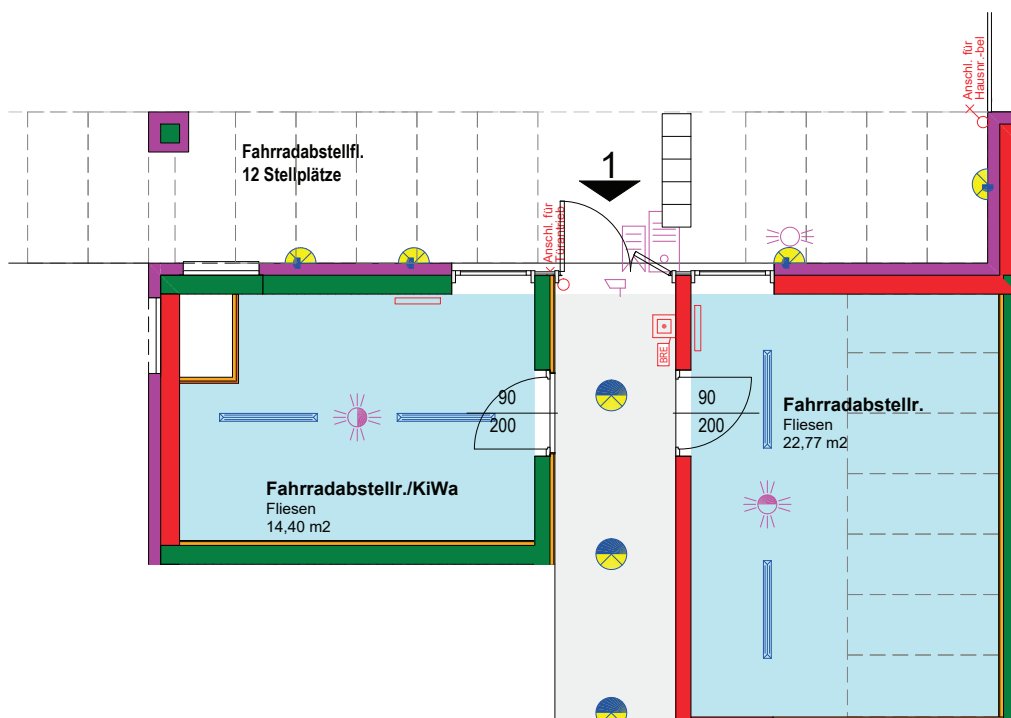 Anschl. für
Hausnr.-bel
Fahrradabstellfl.
12 Stellplätze
1
Anschl. für
Türantrieb
BRE
90
200
90
200
Fahrradabstellr.
Fliesen
22,77 m2
Fahrradabstellr./KiWa
Fliesen
14,40 m2